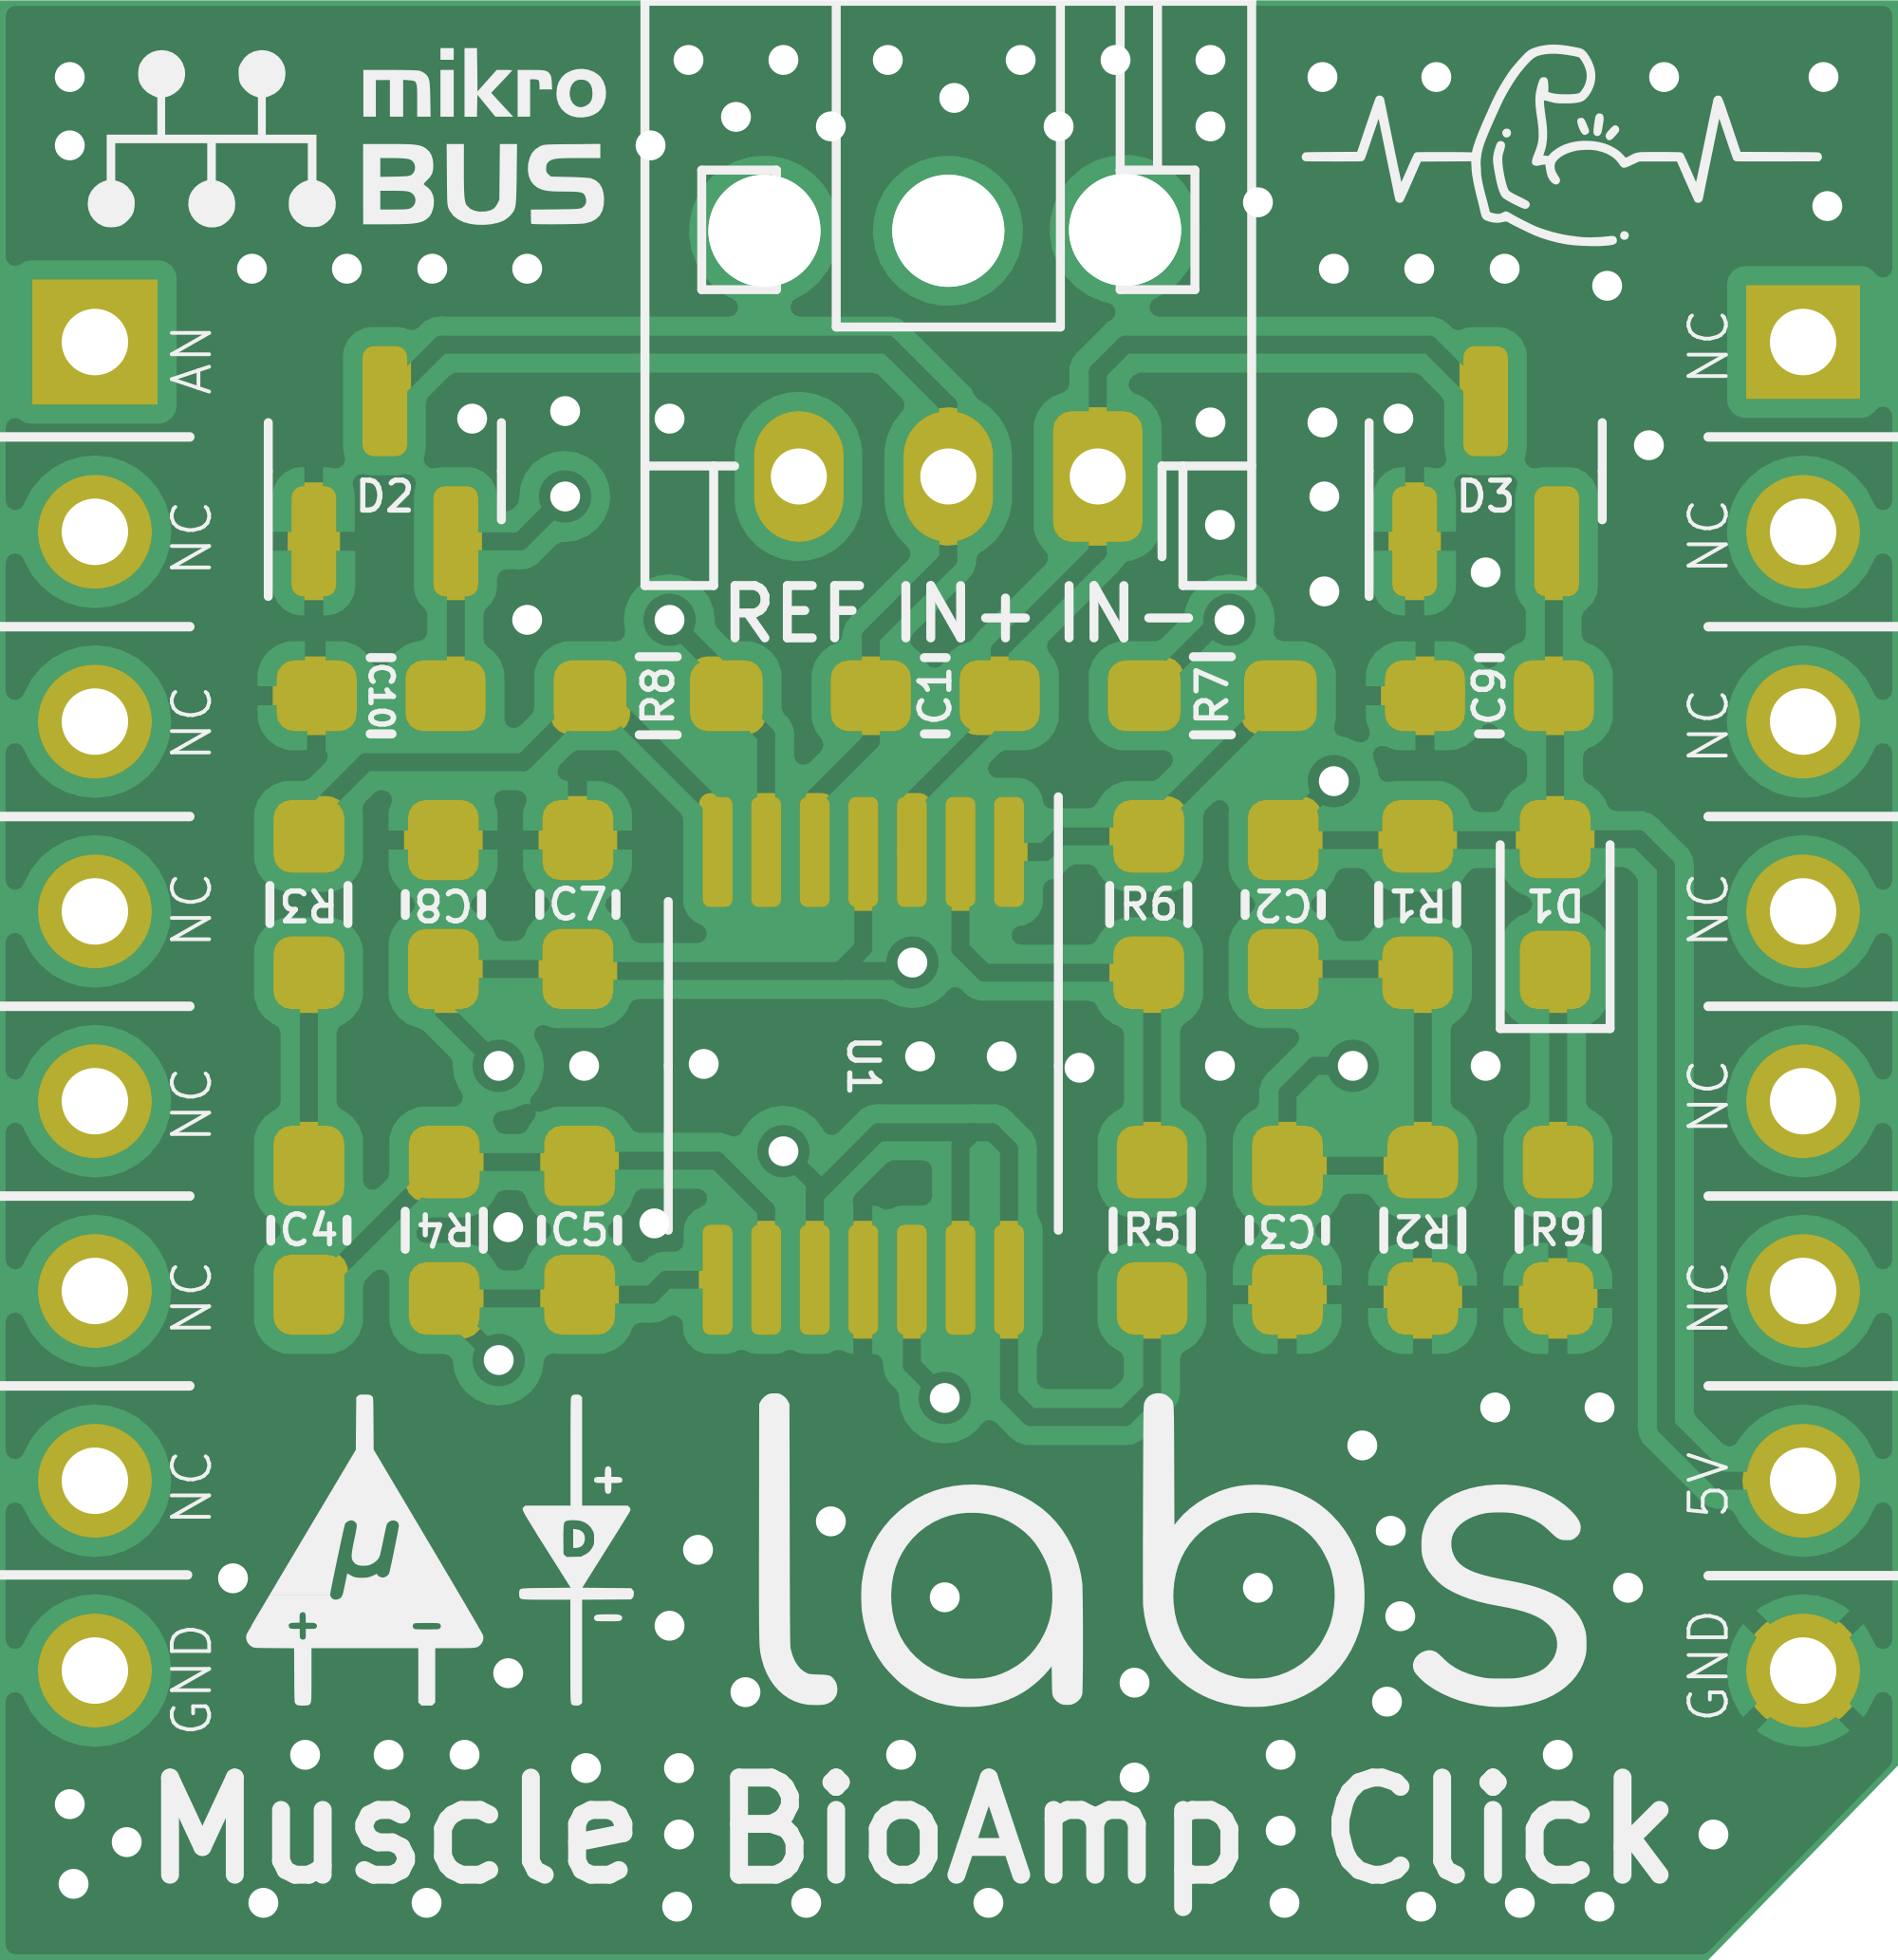 mikro
BUS
AN
NC
NC
NC
NC
NC
NC
GND
NC
NC
NC
NC
NC
NC
5V
GND
D2
D3
REF IN+ IN-
C10
R8
C1
R7
C9
R3
C8
C7
R6
C2
R1
D1
U1
C4
R4
C5
R5
C3
R2
R9
µ
+
-
D
+
-
labs
Muscle BioAmp Click